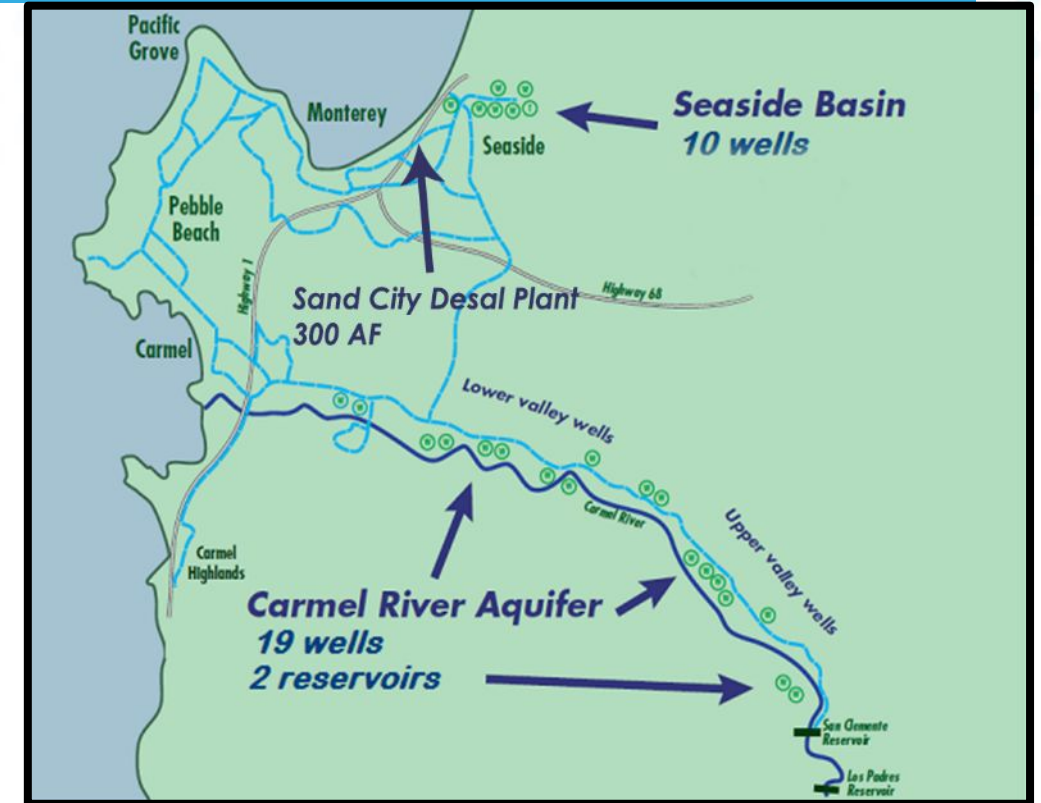 Pacific
Grove
Monterey
Seaside Basin
10 wells
Seaside
Pebble
Beach
Highway 1
Highway 68
Sand City Desal Plant
300 AF
Carmel
Lower valley wells
Carmel River
Upper valley wells
Carmel
Highlands
Carmel River Aquifer
19 wells
2 reservoirs
San Clemente
Reservoir
Los Padres
Reservoir